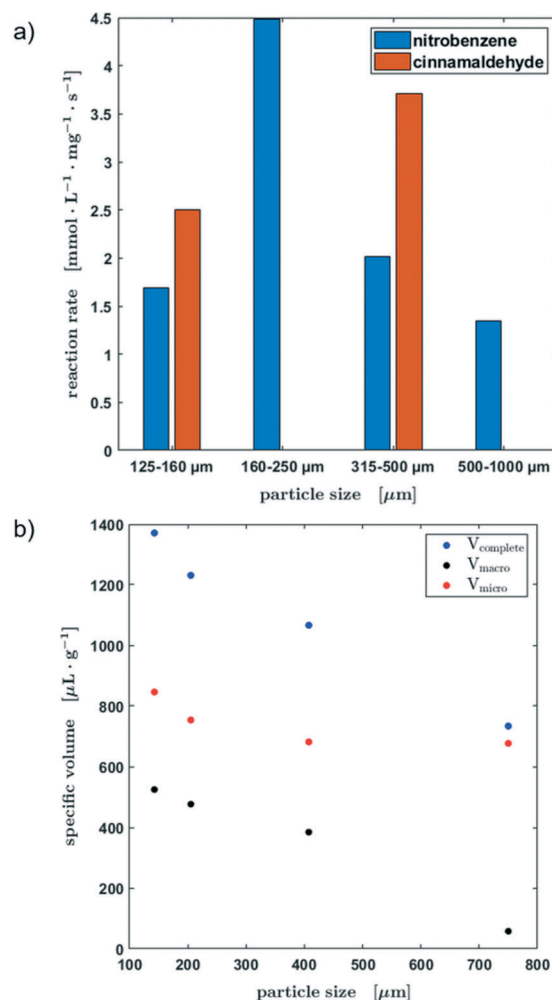 a)
4.5
4
3.5
3
2.5
2
1.5
1
0.5
0
reaction rate [mmol · L⁻¹ · mg⁻¹ · s⁻¹]
nitrobenzene
cinnamaldehyde
125-160 µm 160-250 µm 315-500 µm 500-1000 µm
particle size [µm]
b)
1400
1200
1000
800
600
400
200
0
specific volume [µL · g⁻¹]
V_complete
V_macro
V_micro
100 200 300 400 500 600 700 800
particle size [µm]